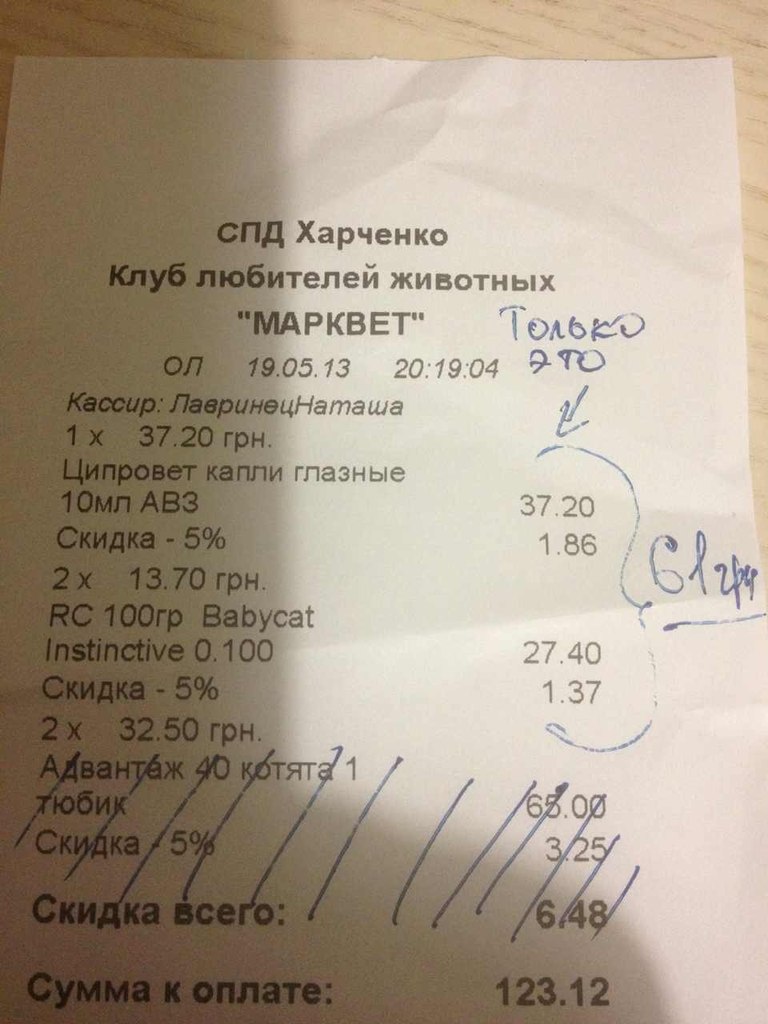 СПД Харченко
Клуб любителей животных
"МАРКВЕТ"
Только
это
ОЛ 19.05.13 20:19:04
Кассир: ЛавринецНаташа
1 x 37.20 грн.
Ципровет капли глазные
10мл АВЗ 37.20
Скидка - 5% 1.86
61 грн
2 x 13.70 грн.
RC 100гр Babycat
Instinctive 0.100 27.40
Скидка - 5% 1.37
2 x 32.50 грн.
Адвантаж 40 котята 1
тюбик 65.00
Скидка - 5% 3.25
Скидка всего: 6.48
Сумма к оплате: 123.12